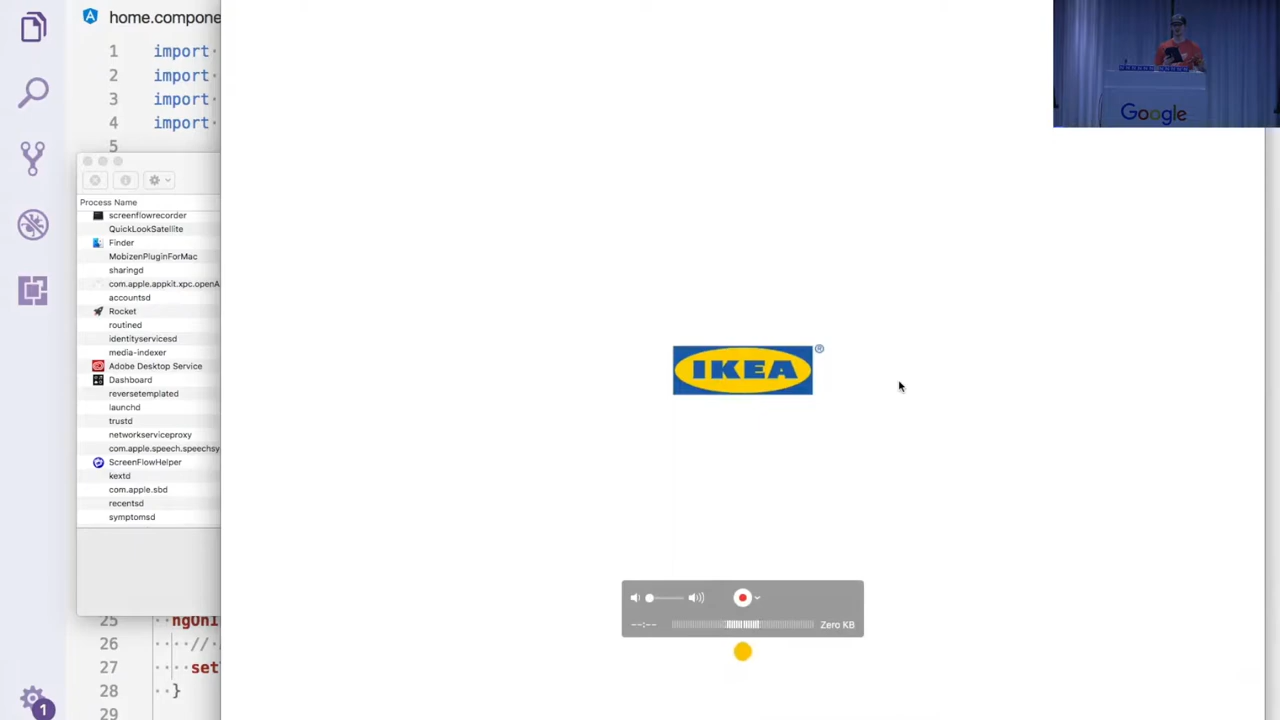 home.compone
1 import
2 import
3 import
4 import
5
Process Name
screenflowrecorder
QuickLookSatellite
Finder
MobizenPluginForMac
sharingd
com.apple.appkit.xpc.openA
accountsd
Rocket
routined
identityservicesd
media-indexer
Adobe Desktop Service
Dashboard
reversetemplated
launchd
trustd
networkserviceproxy
com.apple.speech.speechsy
ScreenFlowHelper
kextd
com.apple.sbd
recentsd
symptomsd
25 ngOni
26 //
27 set
28 }
29
1
IKEA ®
--:-- Zero KB
Google